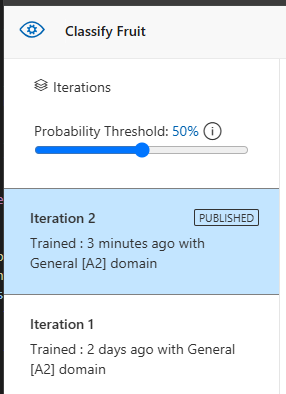 Classify Fruit
Iterations
Probability Threshold: 50% i
Iteration 2 PUBLISHED
Trained : 3 minutes ago with
General [A2] domain
Iteration 1
Trained : 2 days ago with General
[A2] domain